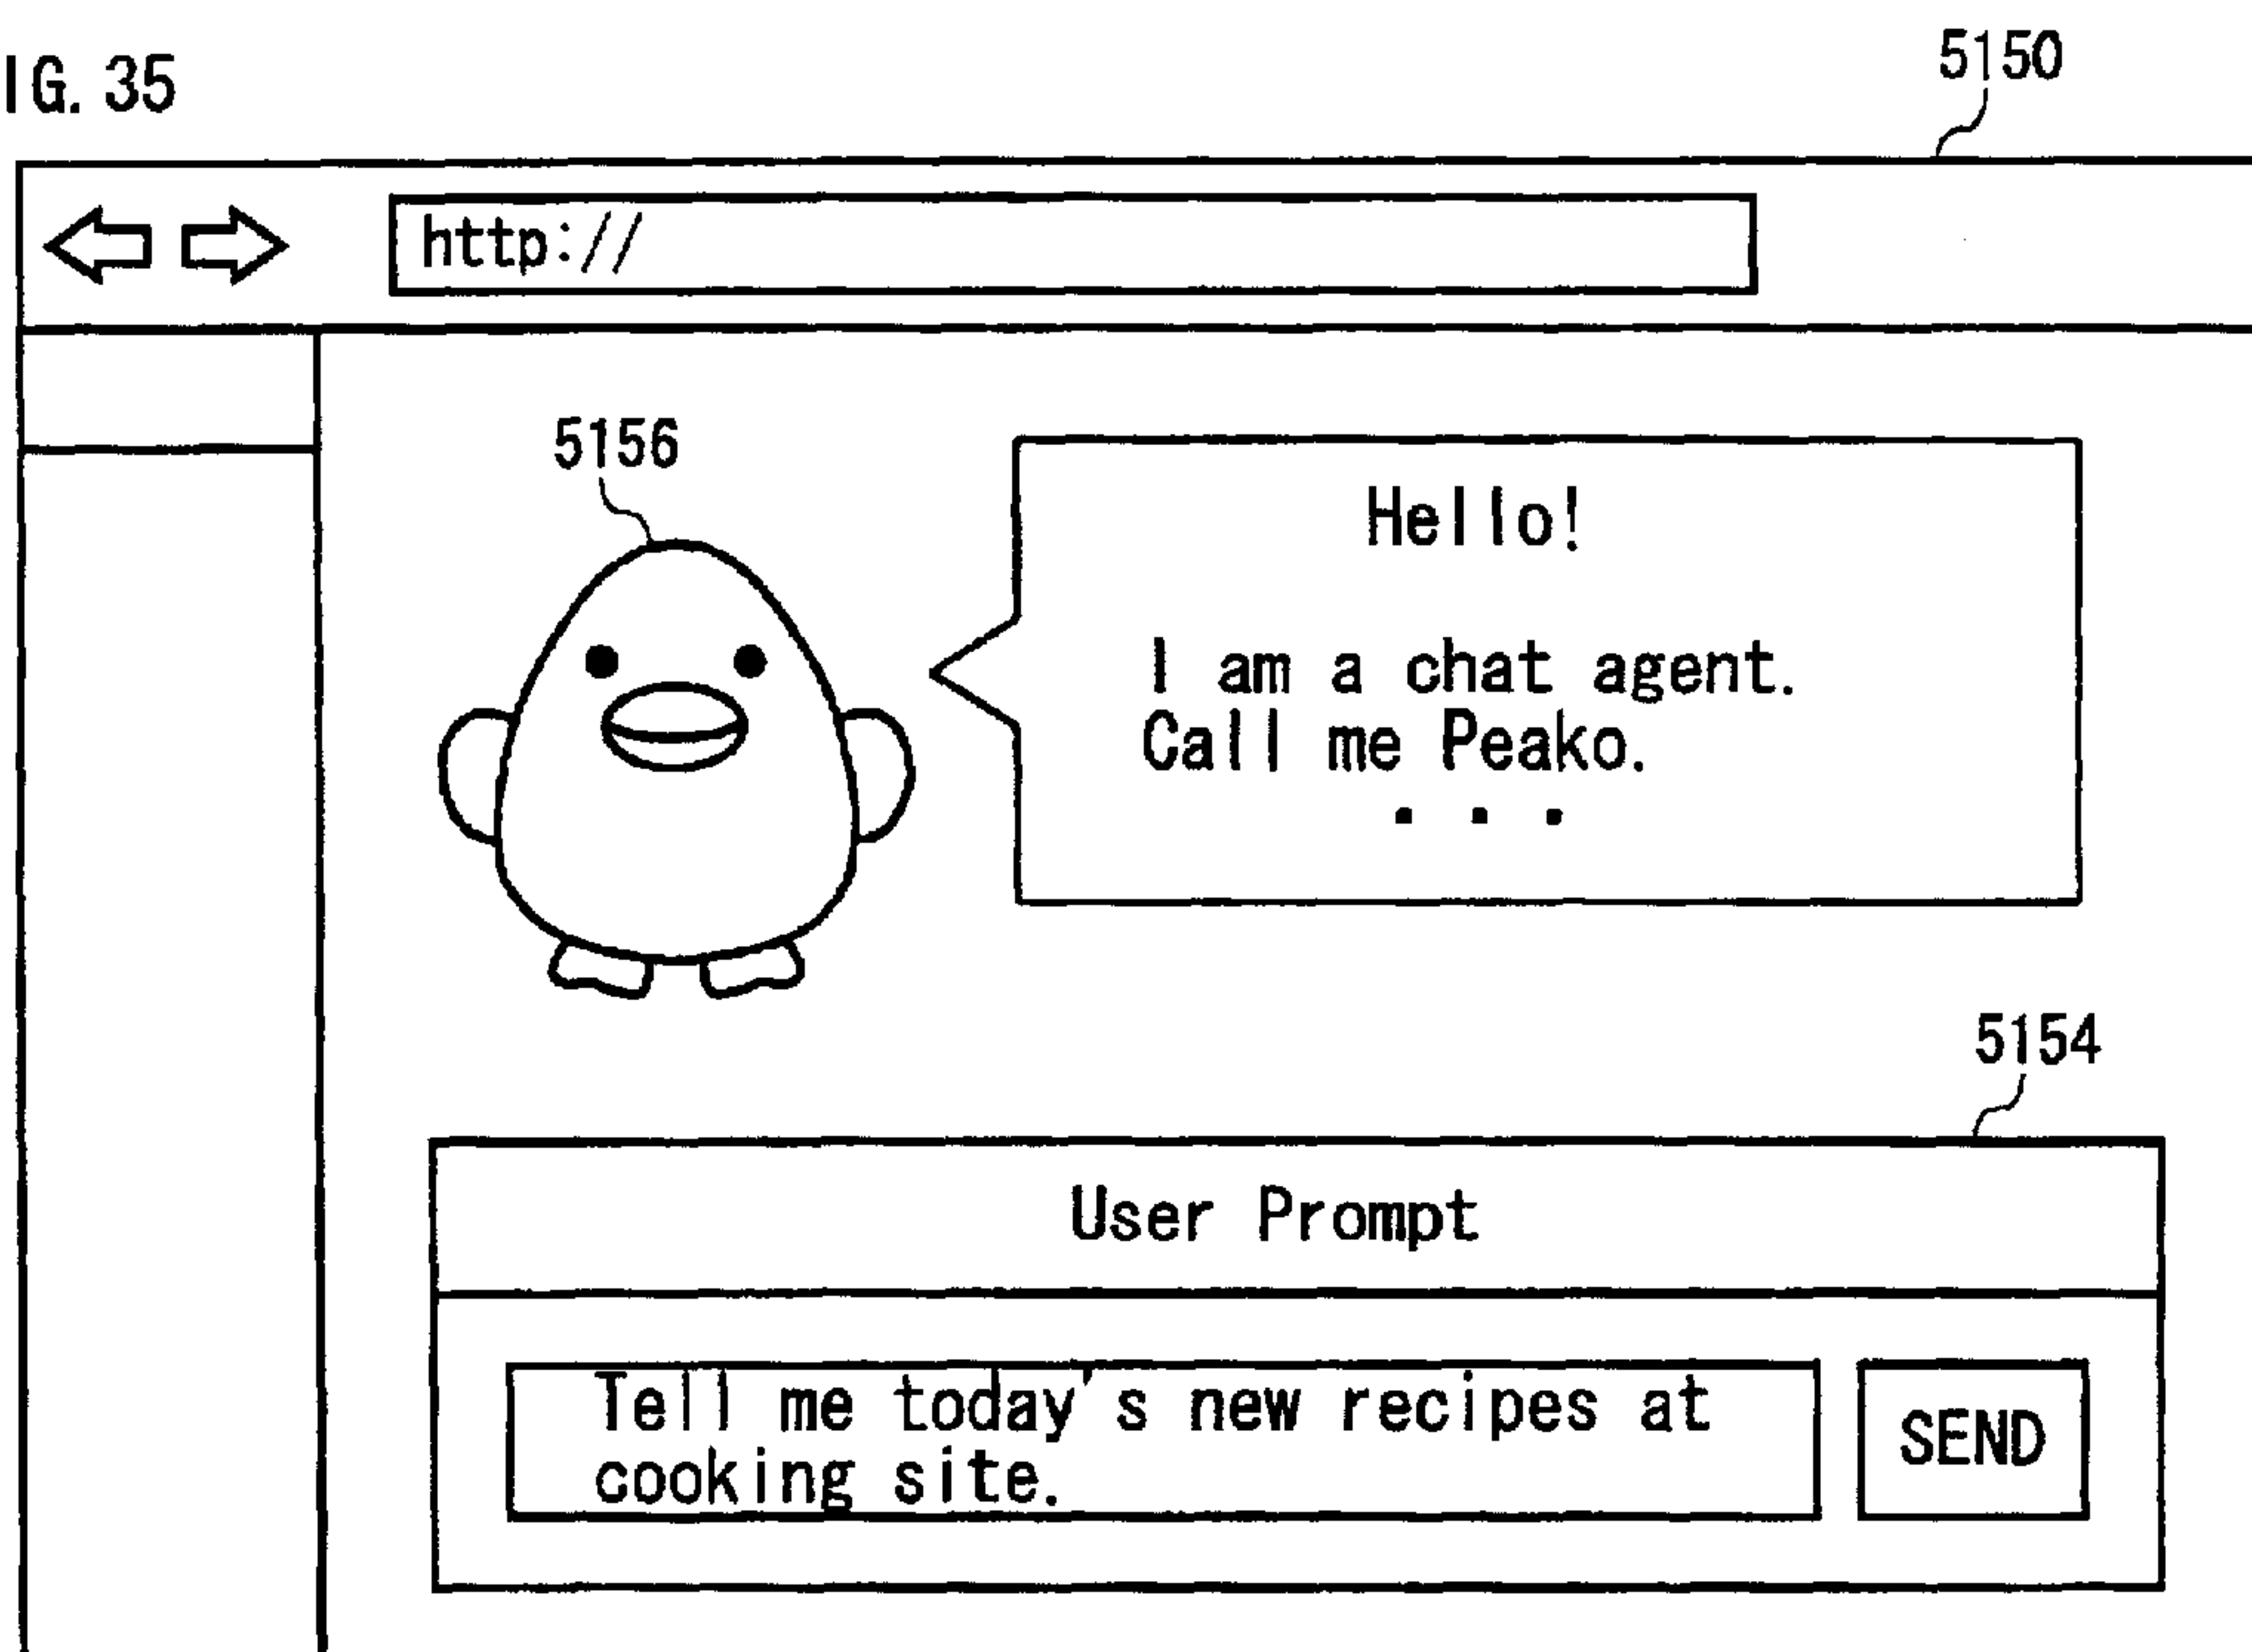 IG. 35
5150
http://
5156
Hello!
I am a chat agent.
Call me Peako.
. . .
5154
User Prompt
Tell me today's new recipes at
cooking site.
SEND